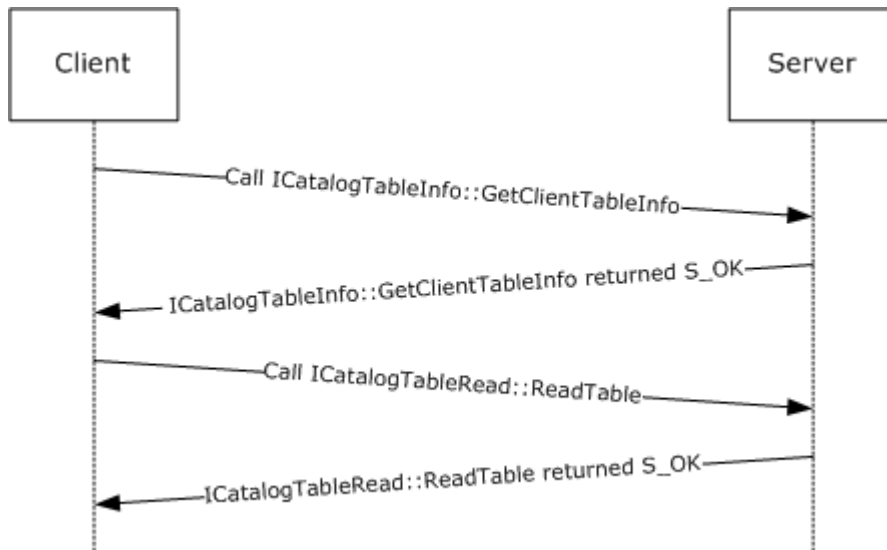 Client
Server
Call ICatalogTableInfo::GetClientTableInfo
ICatalogTableInfo::GetClientTableInfo returned S_OK
Call ICatalogTableRead::ReadTable
ICatalogTableRead::ReadTable returned S_OK